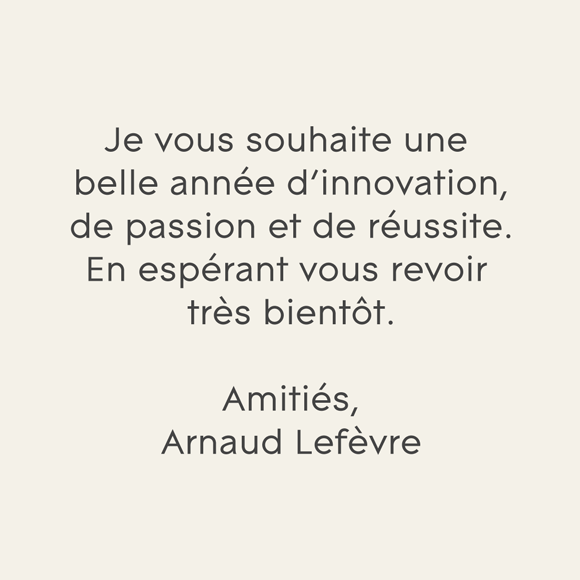 Je vous souhaite une
belle année d’innovation,
de passion et de réussite.
En espérant vous revoir
très bientôt.
Amitiés,
Arnaud Lefèvre